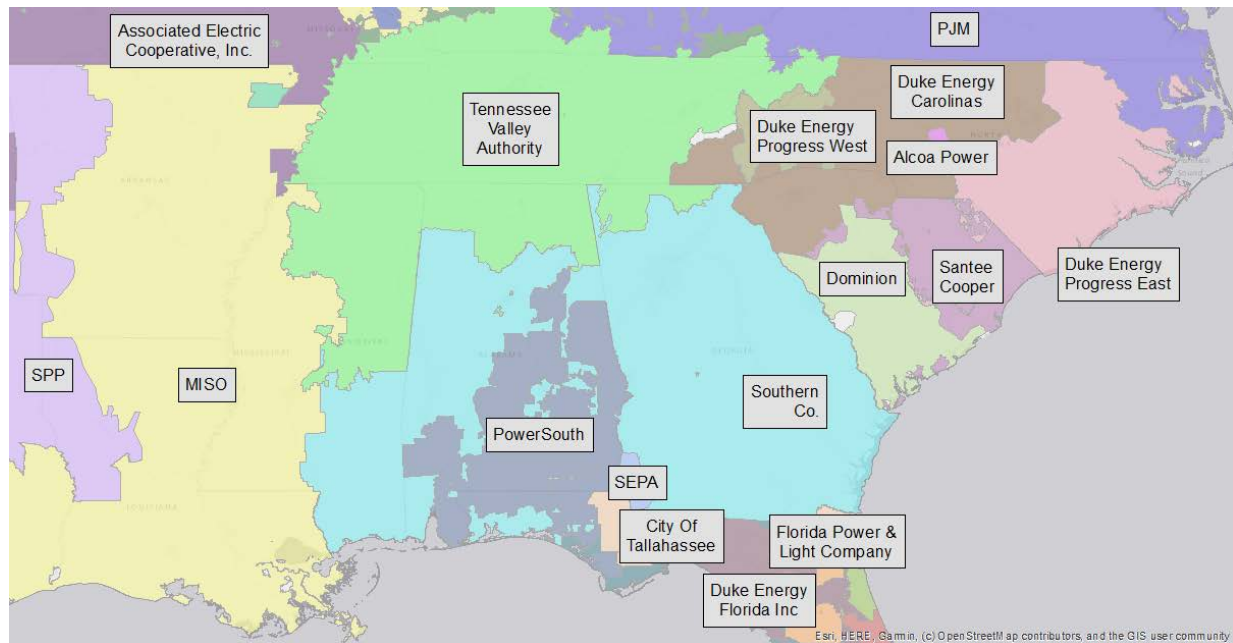 Associated Electric
Cooperative, Inc.
PJM
Duke Energy
Carolinas
Tennessee
Valley
Authority
Duke Energy
Progress West
Alcoa Power
Dominion
Santee
Cooper
Duke Energy
Progress East
SPP
MISO
Southern
Co.
PowerSouth
SEPA
City Of
Tallahassee
Florida Power &
Light Company
Duke Energy
Florida Inc
Esri, HERE, Garmin, (c) OpenStreetMap contributors, and the GIS user community